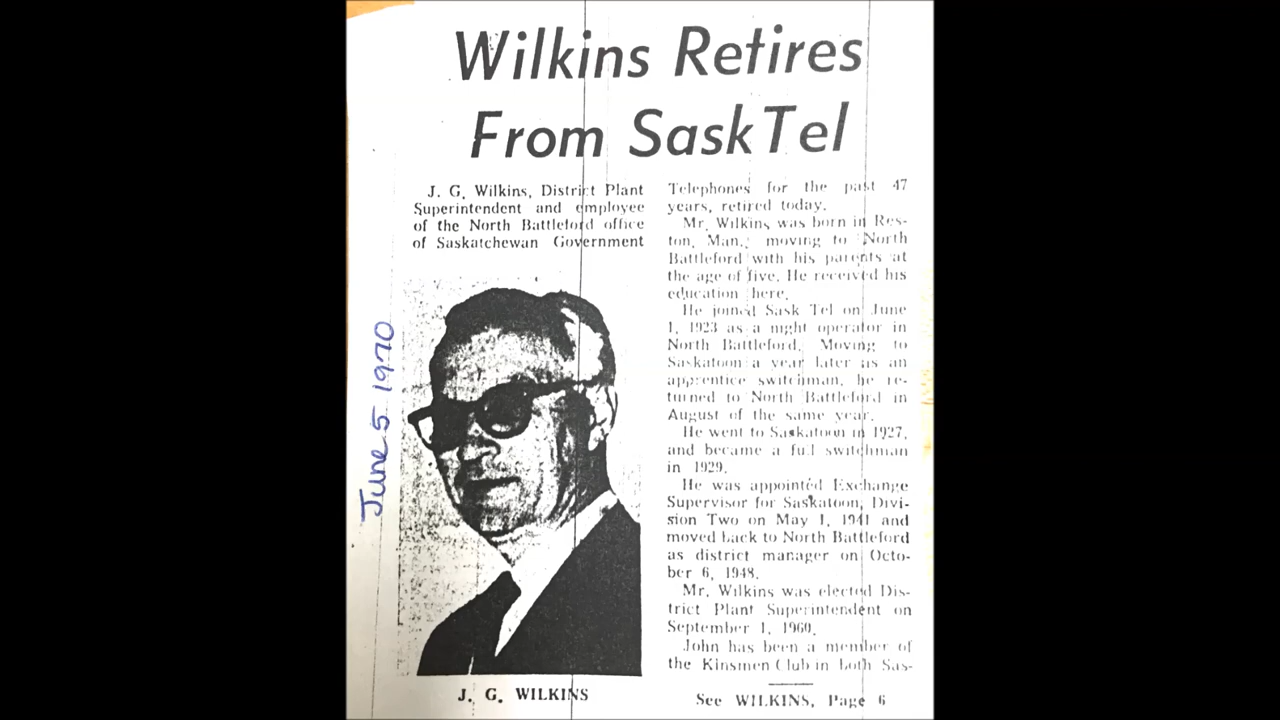 Wilkins Retires
From SaskTel
J. G. Wilkins, District Plant
Superintendent and employee
of the North Battleford office
of Saskatchewan Government
Telephones for the past 47
years, retired today.
Mr. Wilkins was born in Res-
ton, Man., moving to North
Battleford with his parents at
the age of five. He received his
education here.
He joined Sask Tel on June
1, 1923 as a night operator in
North Battleford. Moving to
Saskatoon a year later as an
apprentice switchman, he re-
turned to North Battleford in
August of the same year.
He went to Saskatoon in 1927,
and became a full switchman
in 1929.
He was appointed Exchange
Supervisor for Saskatoon, Divi-
sion Two on May 1, 1941 and
moved back to North Battleford
as district manager on Octo-
ber 6, 1948.
Mr. Wilkins was elected Dis-
trict Plant Superintendent on
September 1, 1960.
John has been a member of
the Kinsmen Club in both Sas-
See WILKINS, Page 6
J. G. WILKINS
June 5 1970